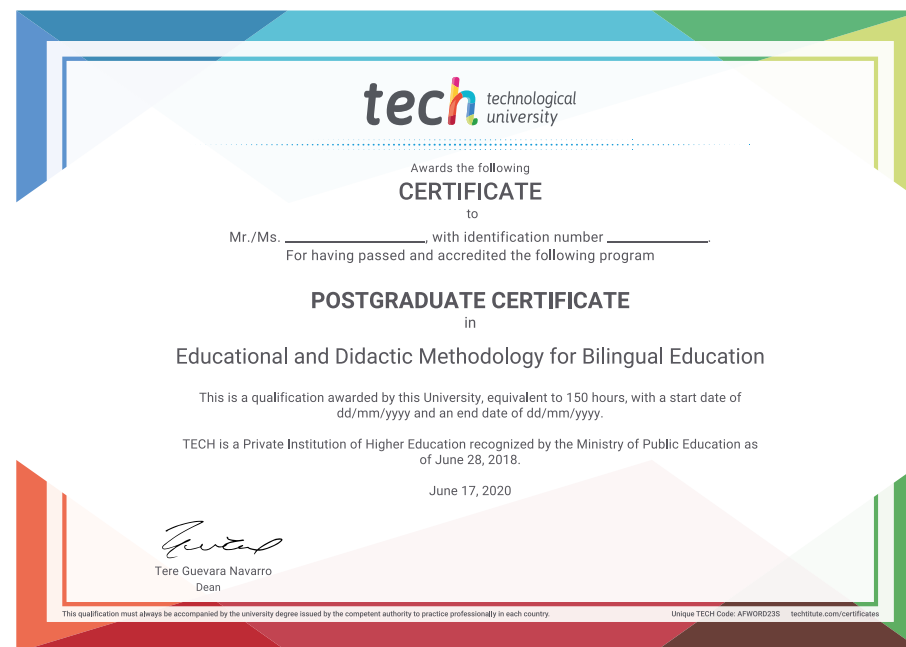 tech technological
university
Awards the following
CERTIFICATE
to
Mr./Ms. ____________________, with identification number ______________.
For having passed and accredited the following program
POSTGRADUATE CERTIFICATE
in
Educational and Didactic Methodology for Bilingual Education
This is a qualification awarded by this University, equivalent to 150 hours, with a start date of
dd/mm/yyyy and an end date of dd/mm/yyyy.
TECH is a Private Institution of Higher Education recognized by the Ministry of Public Education as
of June 28, 2018.
June 17, 2020
Tere Guevara Navarro
Dean
This qualification must always be accompanied by the university degree issued by the competent authority to practice professionally in each country. Unique TECH Code: AFWORD23S techtitute.com/certificates